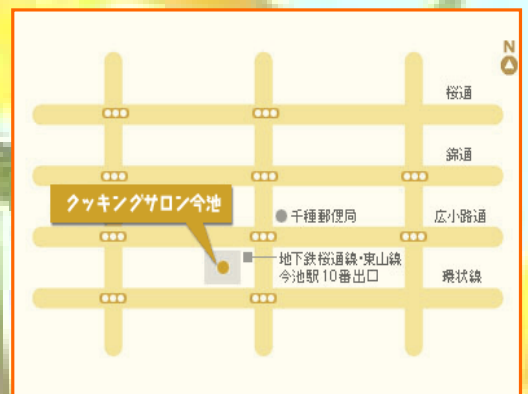 N
桜通
錦通
クッキングサロン今池
千種郵便局
広小路通
地下鉄桜通線・東山線
今池駅10番出口
環状線